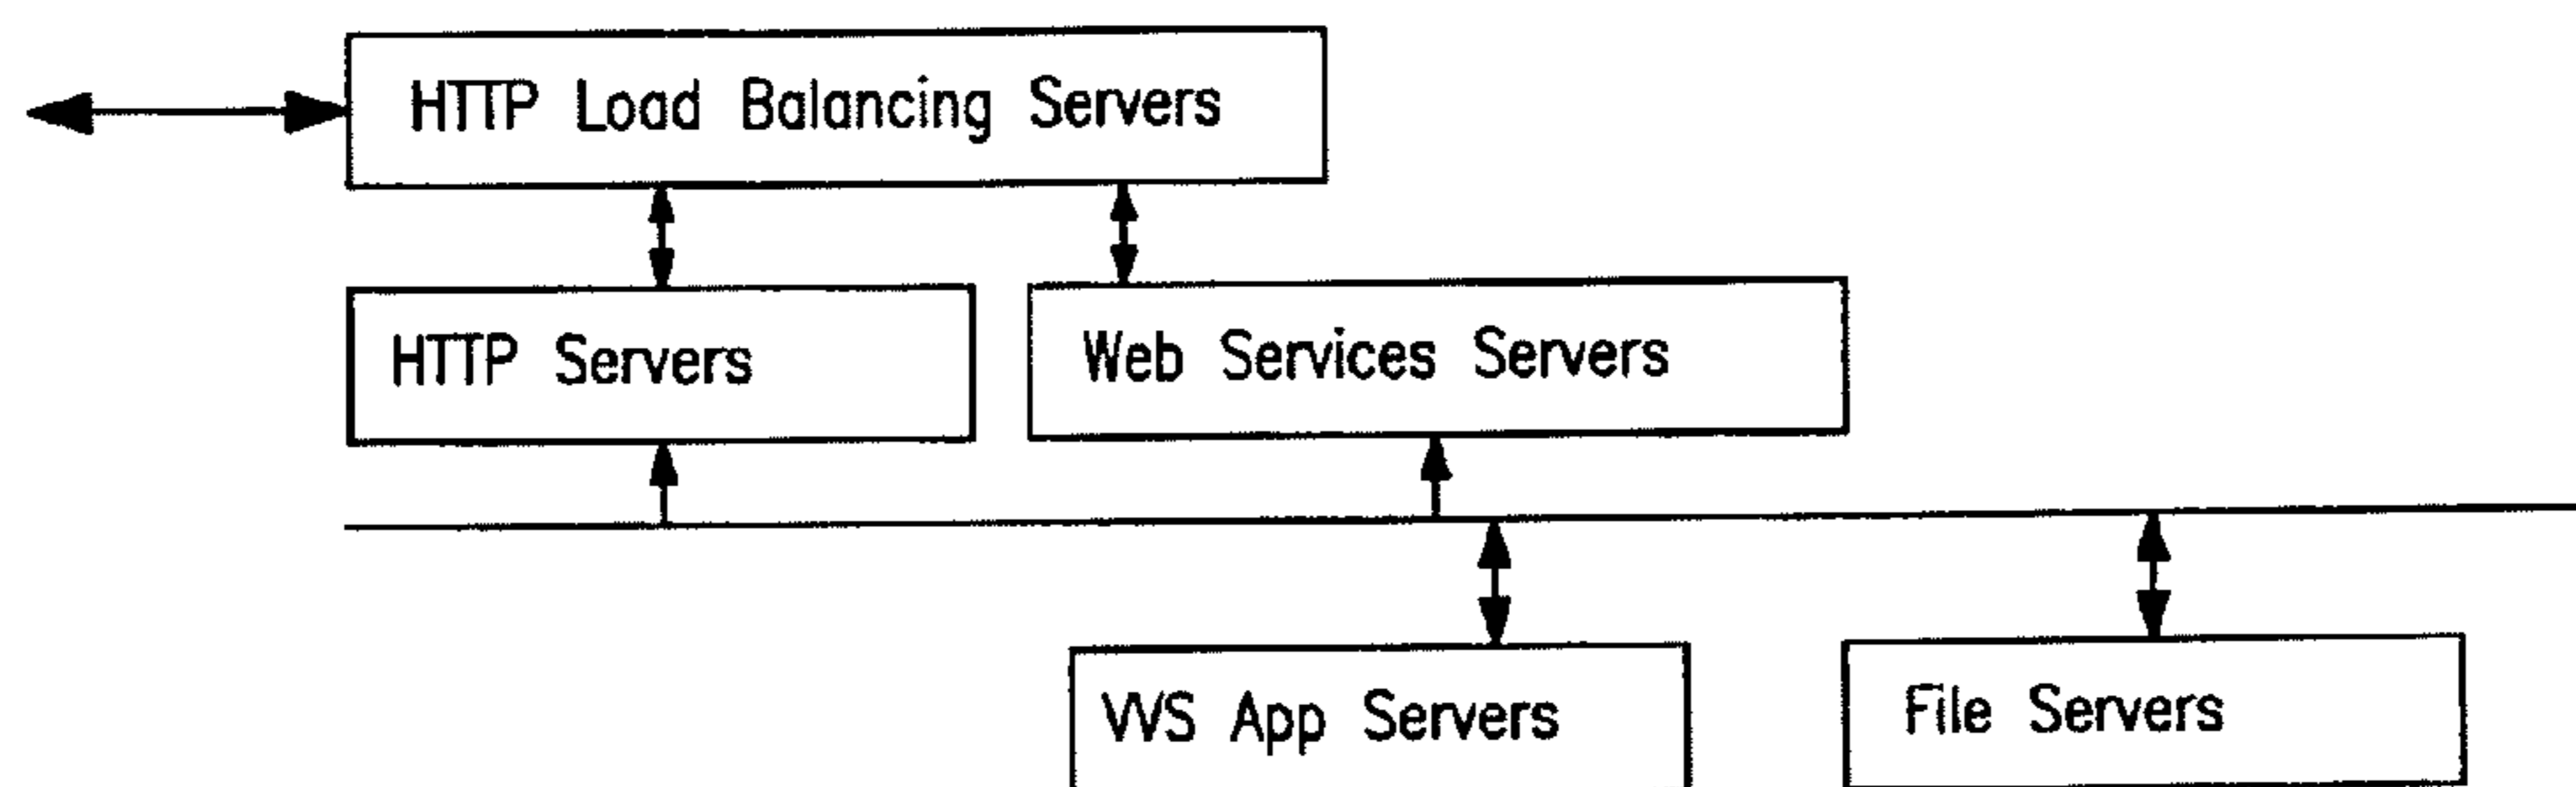 HTTP Load Balancing Servers
HTTP Servers
Web Services Servers
VVS App Servers
File Servers